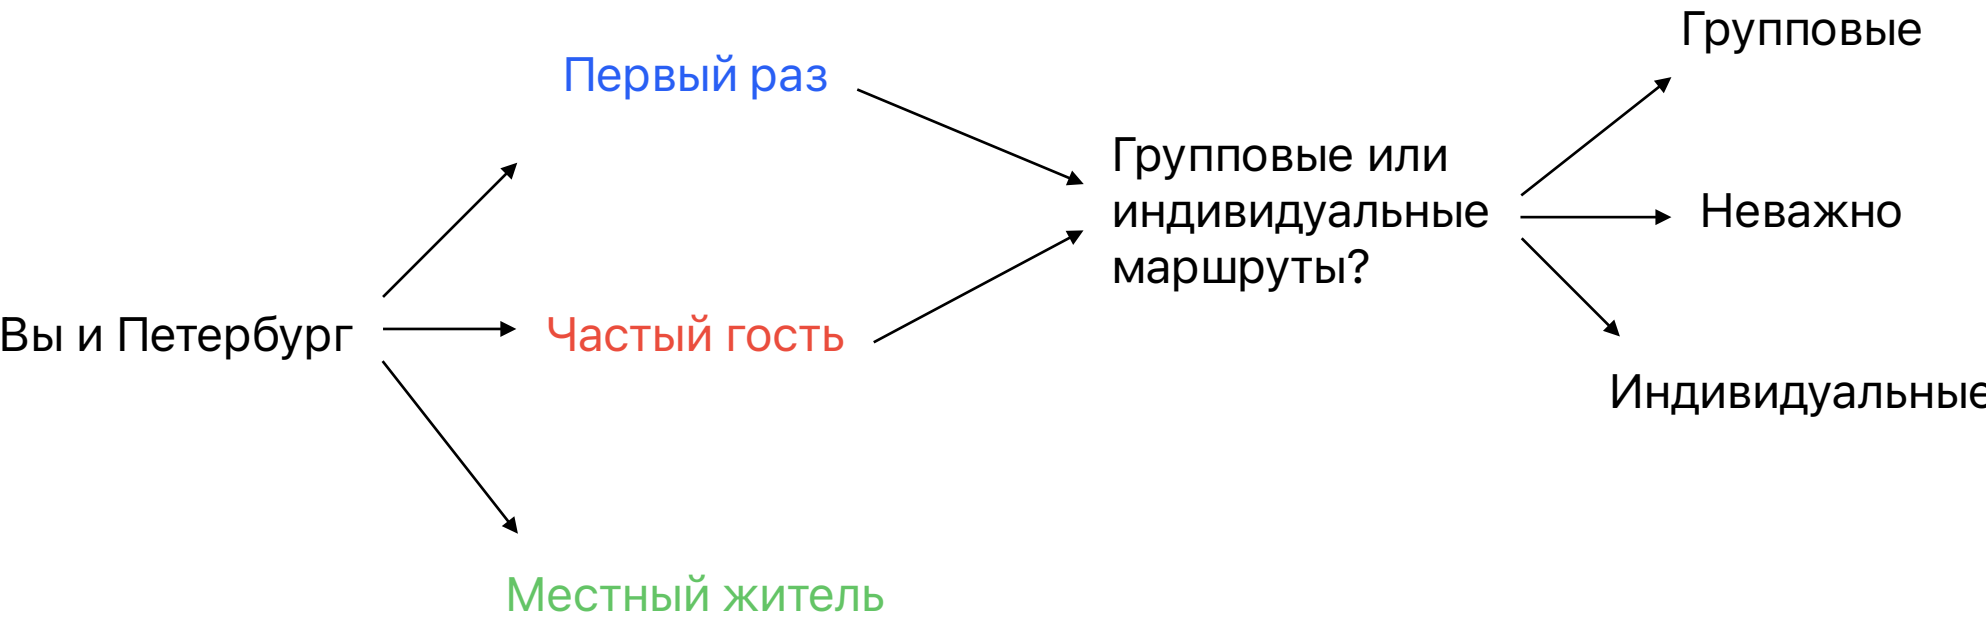 Групповые
Первый раз
Групповые или
индивидуальные
маршруты?
Неважно
Вы и Петербург
Частый гость
Индивидуальные
Местный житель